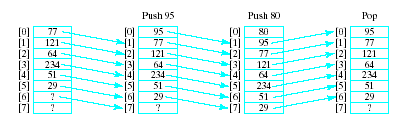 Push 95 Push 80 Pop
[0] 77 [0] 95 [0] 80 [0] 95
[1] 121 [1] 77 [1] 95 [1] 77
[2] 64 [2] 121 [2] 77 [2] 121
[3] 234 [3] 64 [3] 121 [3] 64
[4] 51 [4] 234 [4] 64 [4] 234
[5] 29 [5] 51 [5] 234 [5] 51
[6] ? [6] 29 [6] 51 [6] 29
[7] ? [7] ? [7] 29 [7] ?